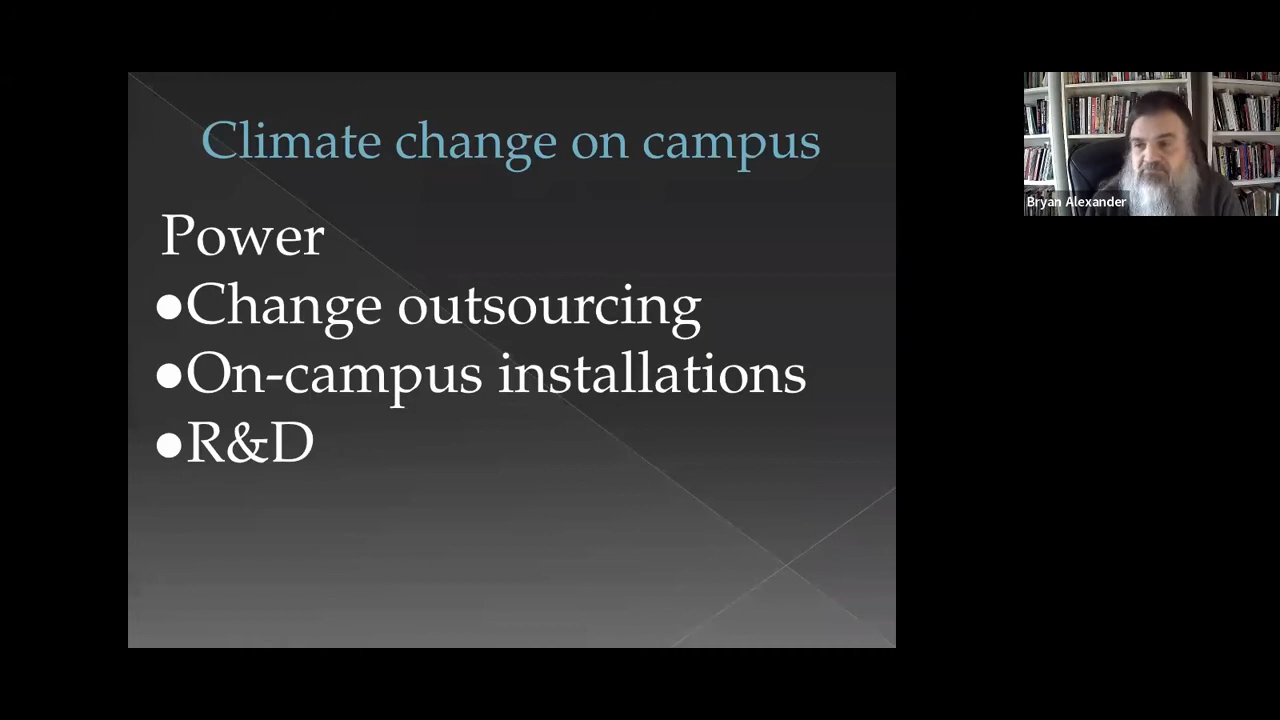 Climate change on campus
Power
●Change outsourcing
●On-campus installations
●R&D
Bryan Alexander